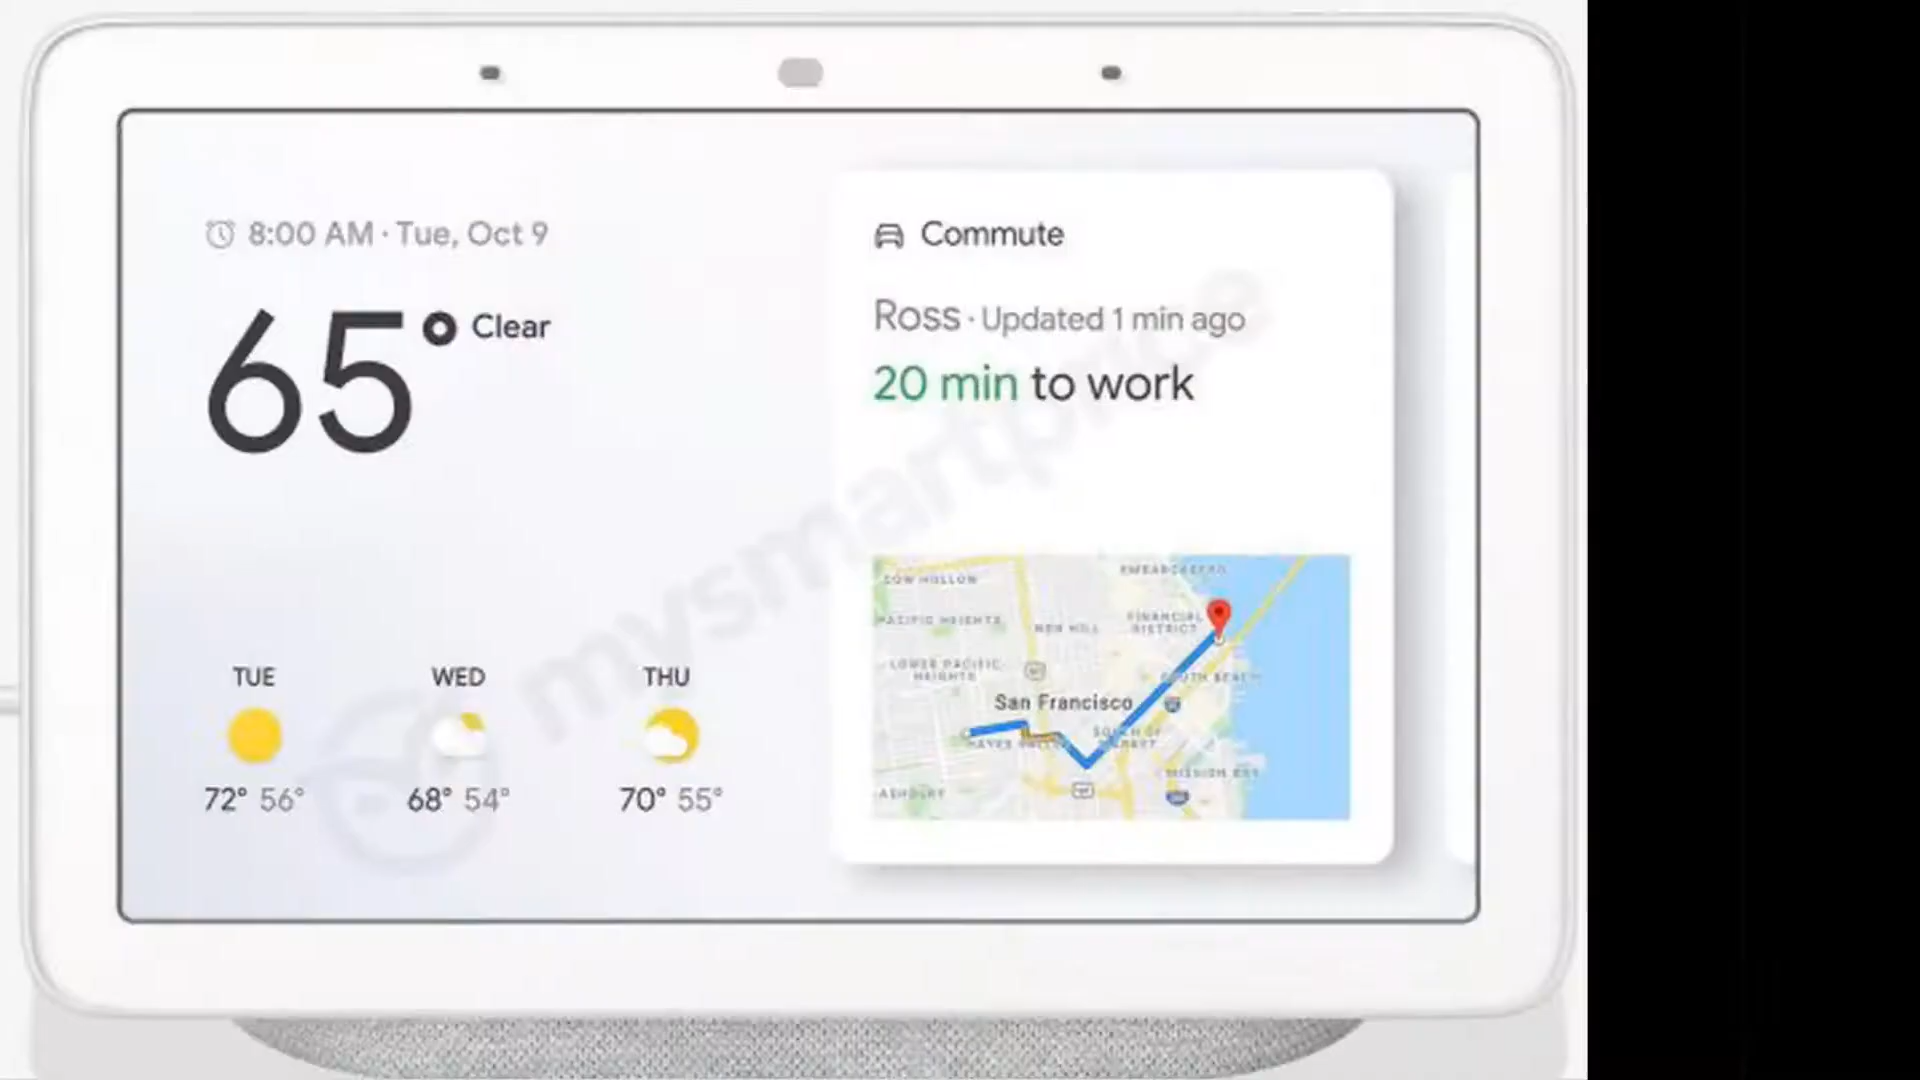 8:00 AM · Tue, Oct 9
65° Clear
TUE WED THU
72° 56° 68° 54° 70° 55°
Commute
Ross · Updated 1 min ago
20 min to work
COW HOLLOW
EMBARCADERO
PACIFIC HEIGHTS
NOB HILL
FINANCIAL
DISTRICT
LOWER PACIFIC
HEIGHTS
SOUTH BEACH
San Francisco
HAYES VALLEY
SOUTH OF
MARKET
MISSION BAY
ASHBURY
mysmartprice